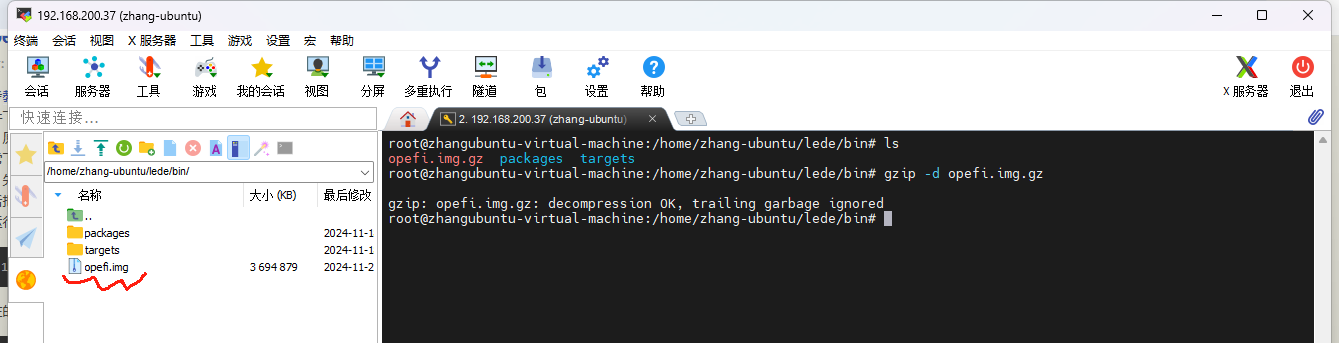 192.168.200.37 (zhang-ubuntu)
终端 会话 视图 X 服务器 工具 游戏 设置 宏 帮助
会话 服务器 工具 游戏 我的会话 视图 分屏 多重执行 隧道 包 设置 帮助 X 服务器 退出
快速连接...
2. 192.168.200.37 (zhang-ubuntu)
/home/zhang-ubuntu/lede/bin/
名称 大小 (KB) 最后修改
..
packages 2024-11-1
targets 2024-11-1
opefi.img 3 694 879 2024-11-2
root@zhangubuntu-virtual-machine:/home/zhang-ubuntu/lede/bin# ls
opefi.img.gz packages targets
root@zhangubuntu-virtual-machine:/home/zhang-ubuntu/lede/bin# gzip -d opefi.img.gz
gzip: opefi.img.gz: decompression OK, trailing garbage ignored
root@zhangubuntu-virtual-machine:/home/zhang-ubuntu/lede/bin#